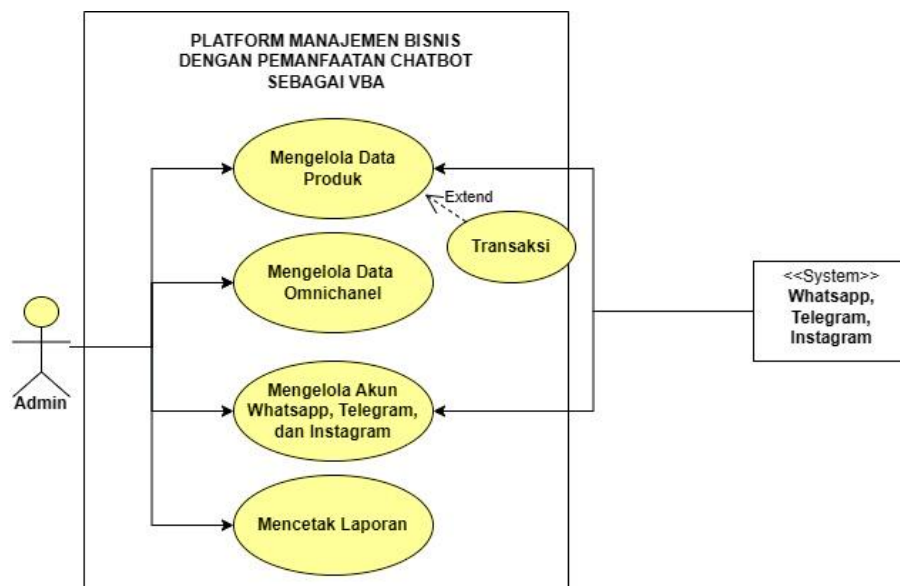 PLATFORM MANAJEMEN BISNIS
DENGAN PEMANFAATAN CHATBOT
SEBAGAI VBA
Mengelola Data
Produk
Extend
Transaksi
Mengelola Data
Omnichanel
<<System>>
Whatsapp,
Telegram,
Instagram
Admin
Mengelola Akun
Whatsapp, Telegram,
dan Instagram
Mencetak Laporan